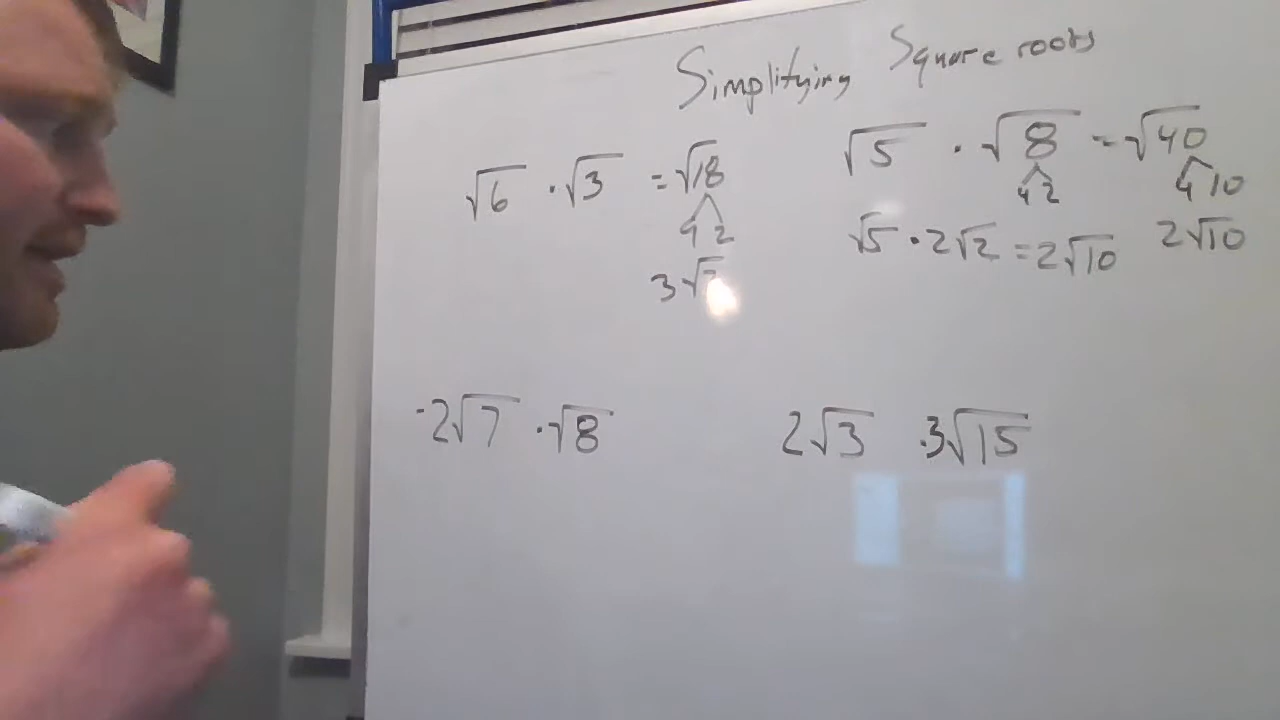 Simplifying Square roots
√6 · √3 = √18
9 2
3√
√5 · √8 = √40
4 2
4 10
√5 · 2√2 = 2√10
2√10
-2√7 · √8
2√3 · 3√15